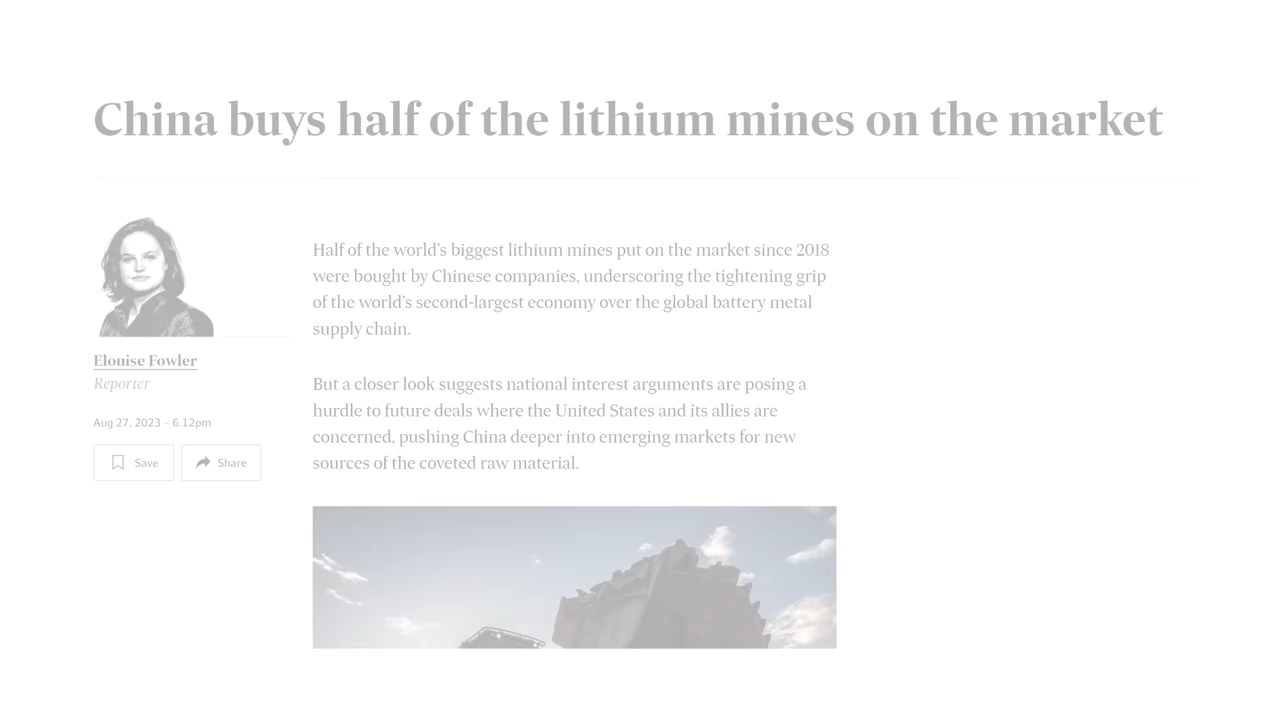 China buys half of the lithium mines on the market
Elouise Fowler
Reporter
Aug 27, 2023 – 6.12pm
Save
Share
Half of the world’s biggest lithium mines put on the market since 2018
were bought by Chinese companies, underscoring the tightening grip
of the world’s second-largest economy over the global battery metal
supply chain.
But a closer look suggests national interest arguments are posing a
hurdle to future deals where the United States and its allies are
concerned, pushing China deeper into emerging markets for new
sources of the coveted raw material.